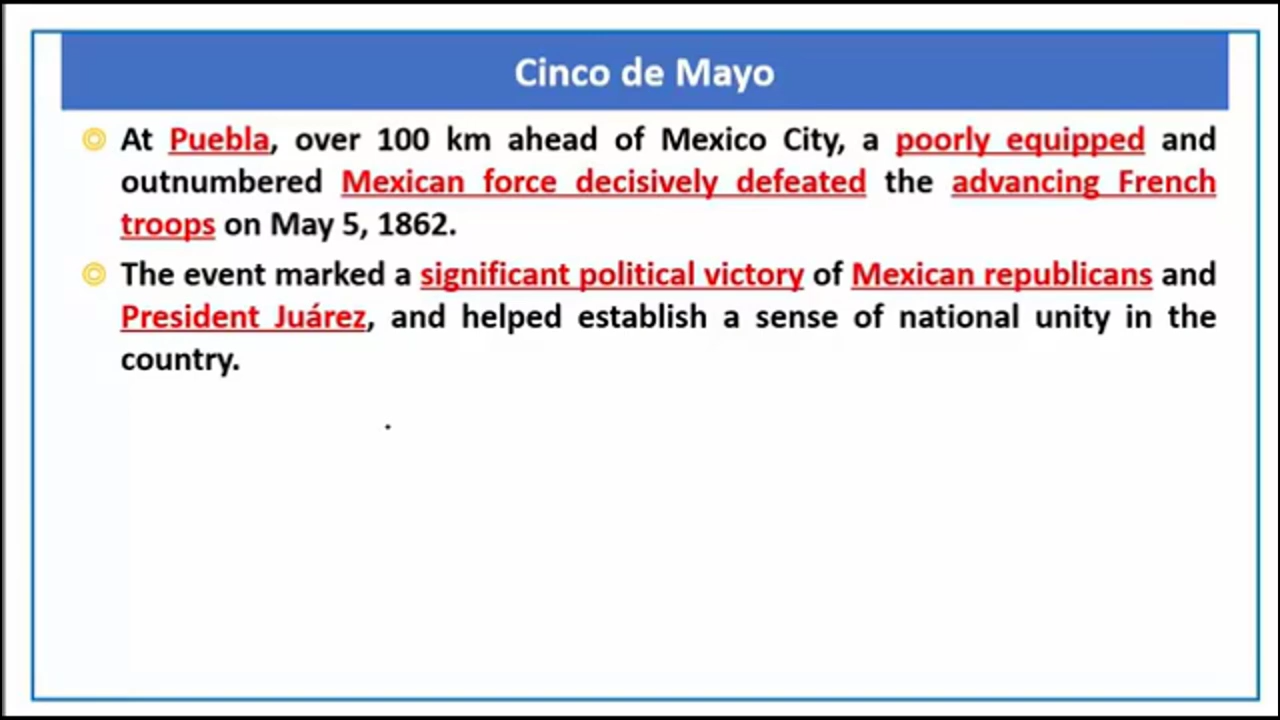 Cinco de Mayo
At Puebla, over 100 km ahead of Mexico City, a poorly equipped and
outnumbered Mexican force decisively defeated the advancing French
troops on May 5, 1862.
The event marked a significant political victory of Mexican republicans and
President Juárez, and helped establish a sense of national unity in the
country.